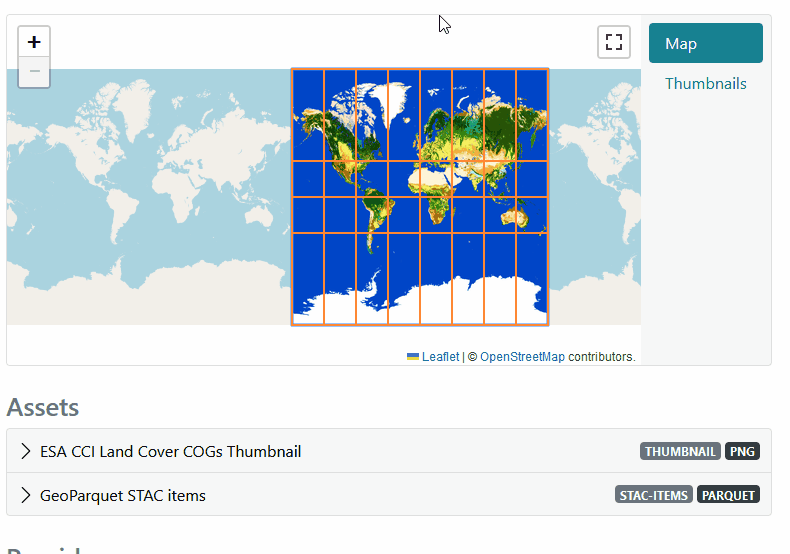 +
−
Map
Thumbnails
Leaflet | © OpenStreetMap contributors.
Assets
ESA CCI Land Cover COGs Thumbnail THUMBNAIL PNG
GeoParquet STAC items STAC-ITEMS PARQUET